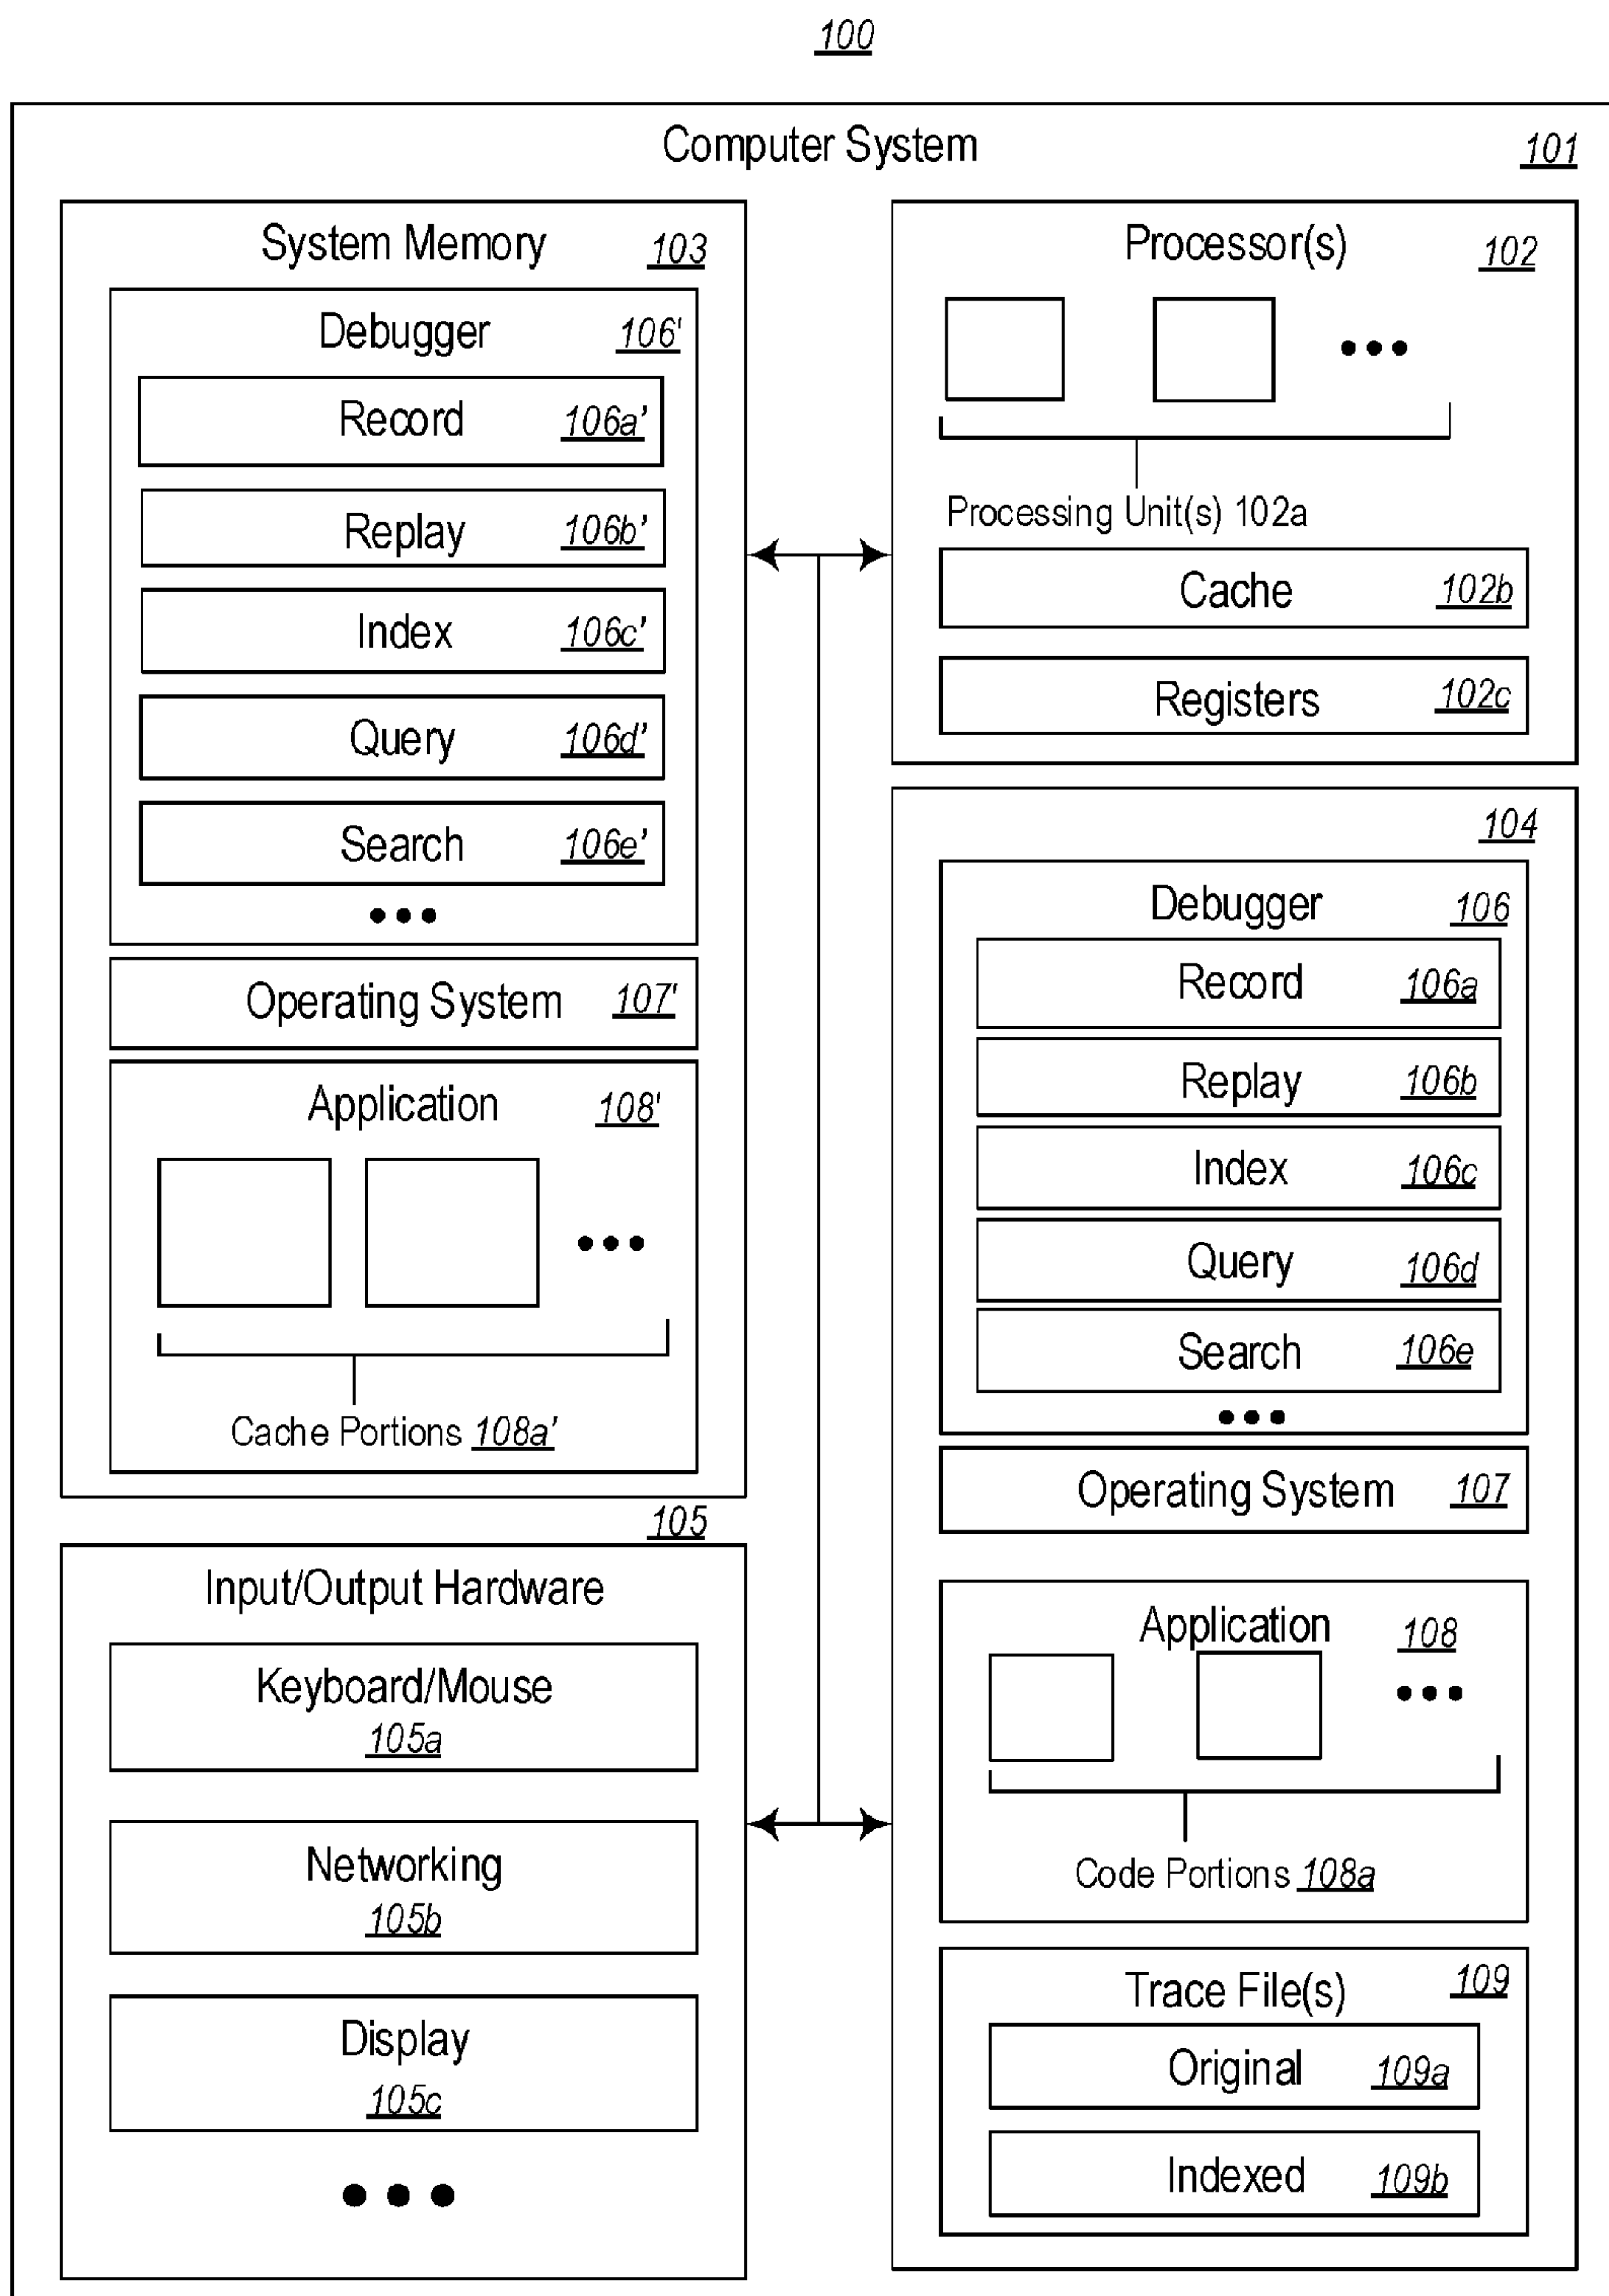 100
Computer System 101
System Memory 103
Debugger 106'
Record 106a'
Replay 106b'
Index 106c'
Query 106d'
Search 106e'
•••
Operating System 107'
Application 108'
•••
Cache Portions 108a'
105
Input/Output Hardware
Keyboard/Mouse
105a
Networking
105b
Display
105c
•••
Processor(s) 102
•••
Processing Unit(s) 102a
Cache 102b
Registers 102c
104
Debugger 106
Record 106a
Replay 106b
Index 106c
Query 106d
Search 106e
•••
Operating System 107
Application 108
•••
Code Portions 108a
Trace File(s) 109
Original 109a
Indexed 109b